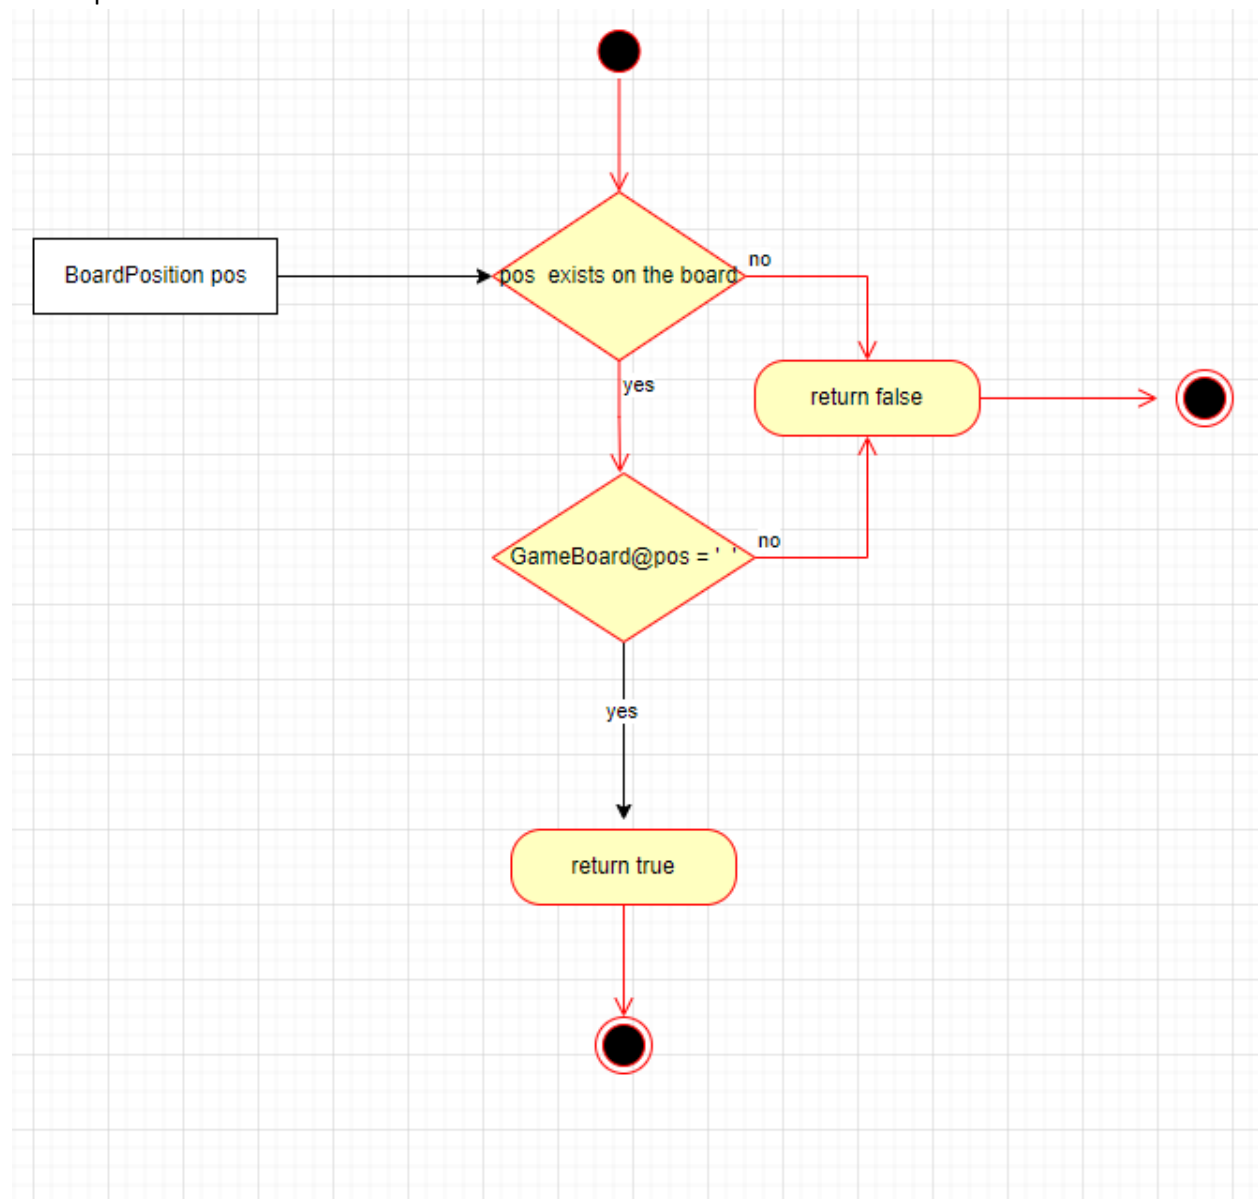 BoardPosition pos
pos  exists on the board
no
yes
return false
GameBoard@pos = '  '
no
yes
return true